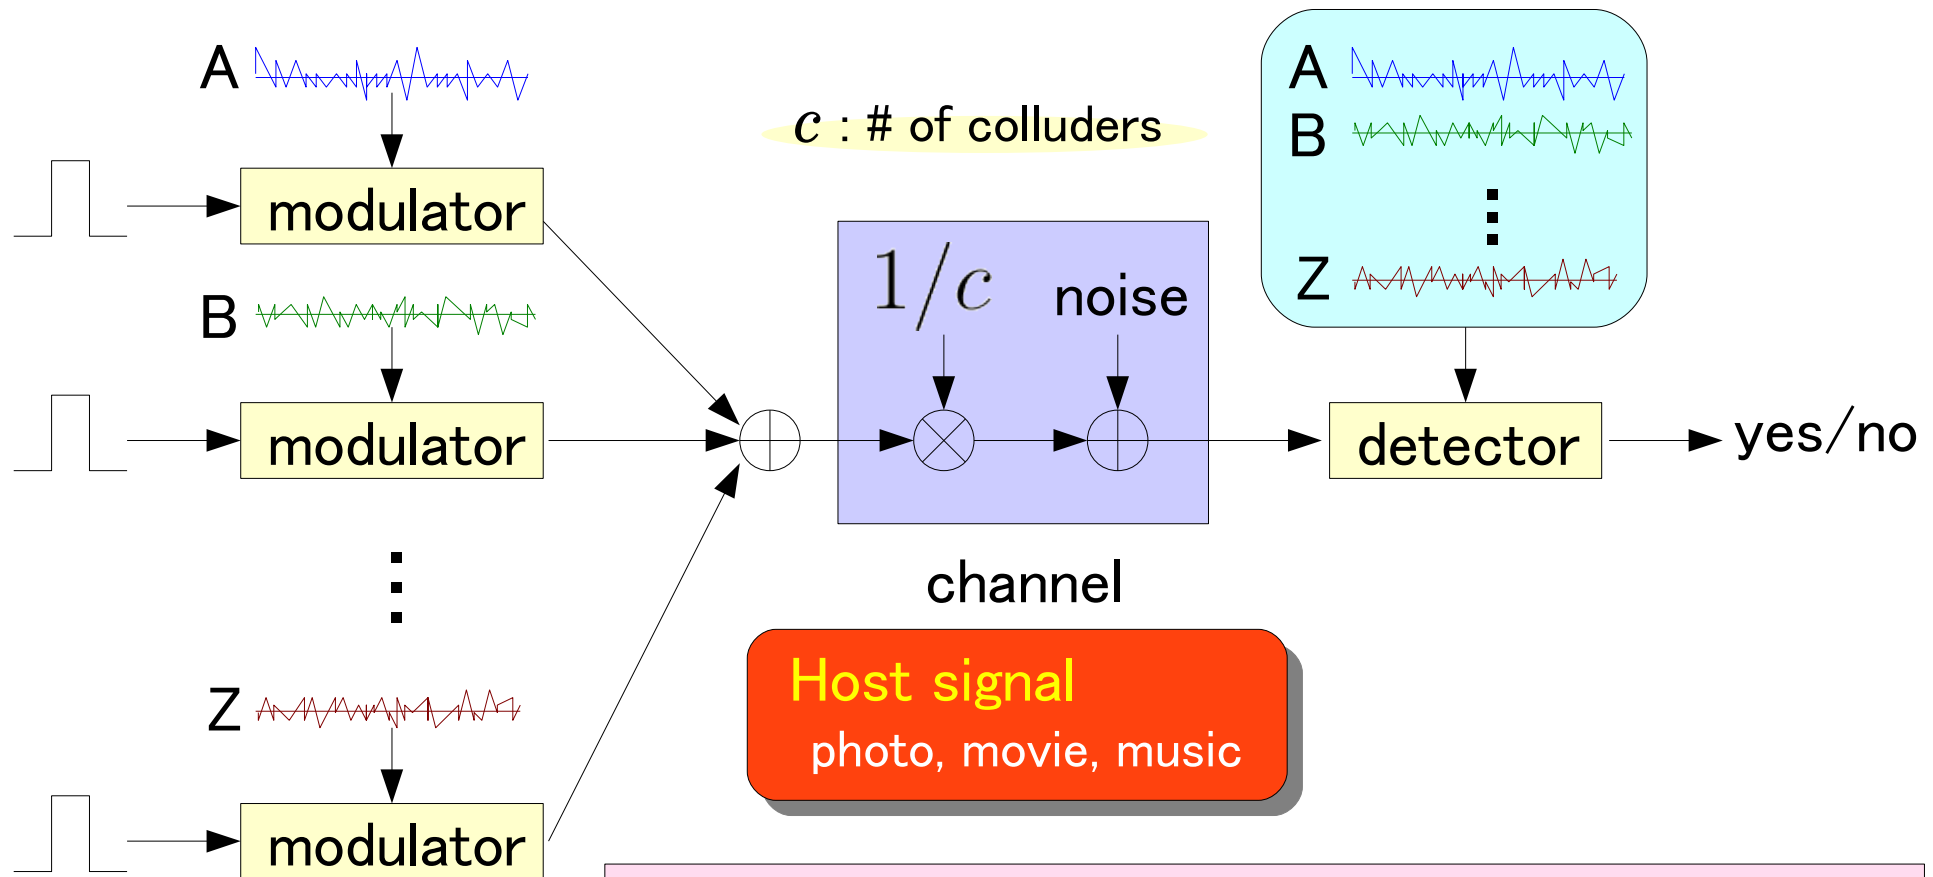 A
modulator
B
modulator
Z
modulator
c : # of colluders
1/c
noise
channel
Host signal
photo, movie, music
A
B
Z
detector
yes/no